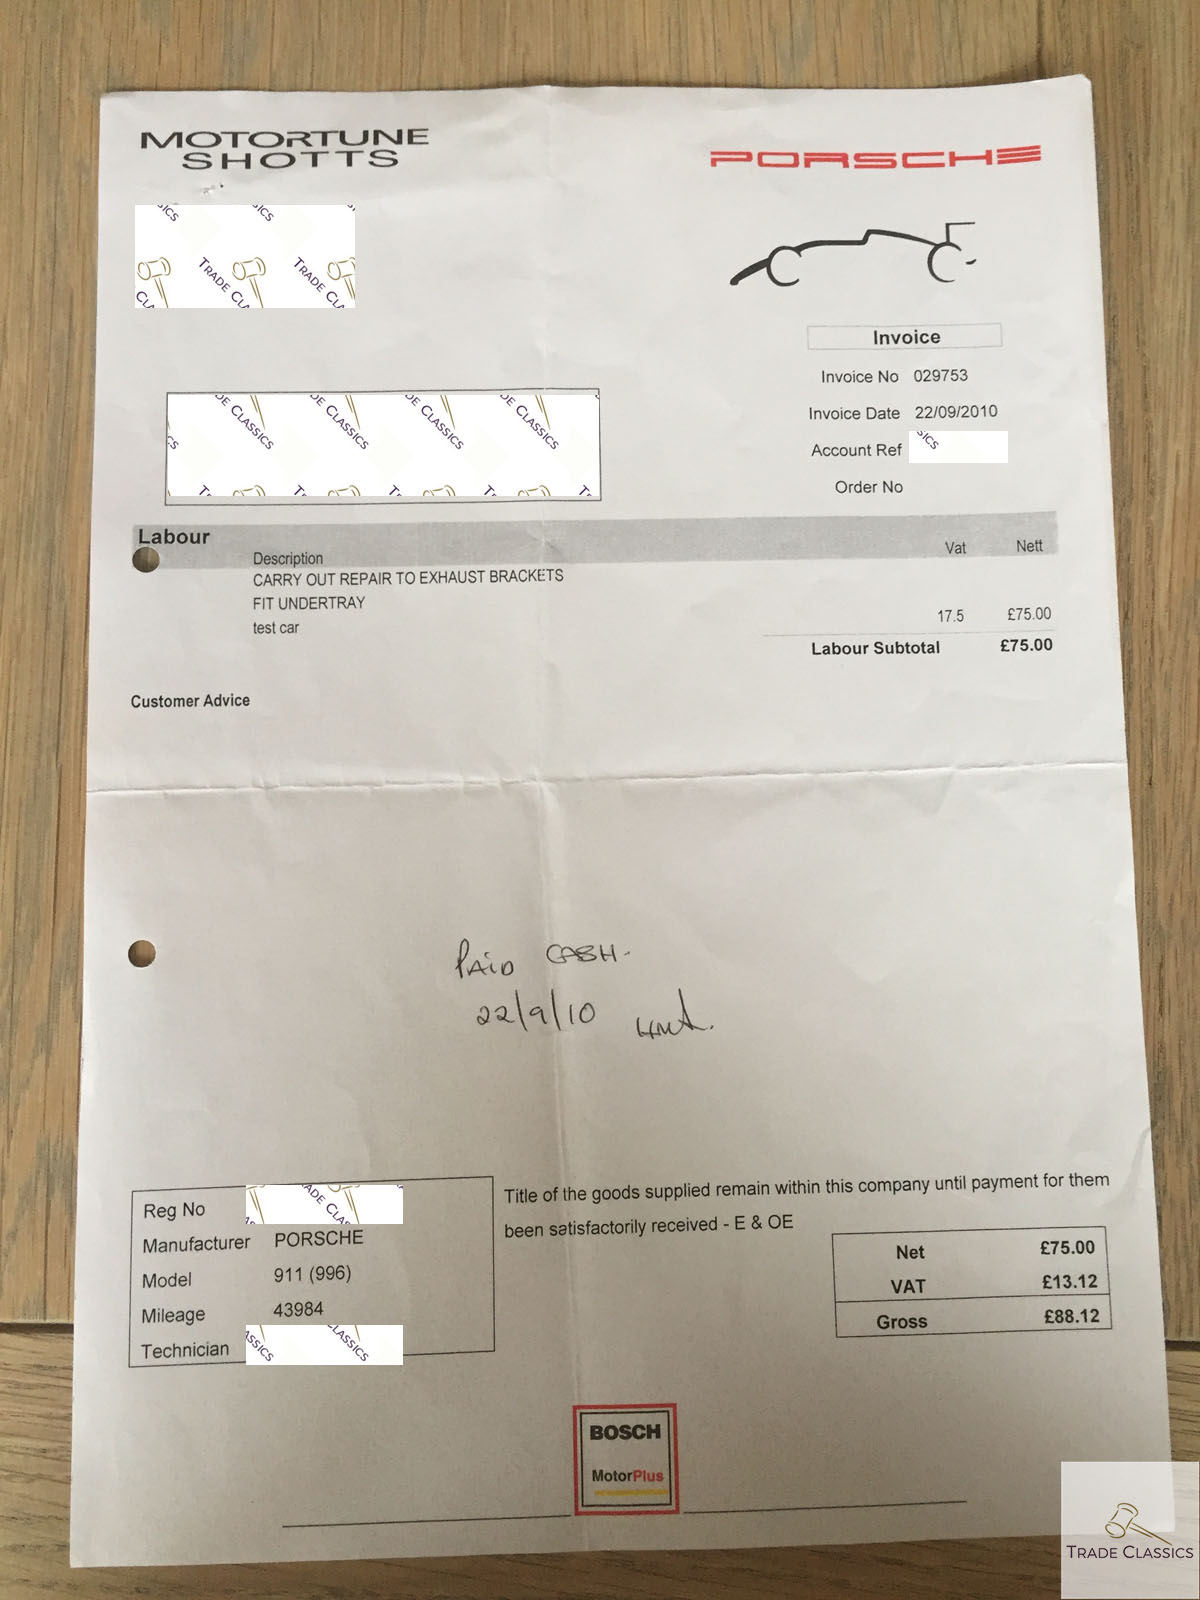 MOTORTUNE
SHOTTS
PORSCHE
Invoice
Invoice No 029753
Invoice Date 22/09/2010
Account Ref
Order No
Labour
Description Vat Nett
CARRY OUT REPAIR TO EXHAUST BRACKETS
FIT UNDERTRAY
test car 17.5 £75.00
Labour Subtotal £75.00
Customer Advice
PAID CASH.
22/9/10
Reg No
Manufacturer PORSCHE
Model 911 (996)
Mileage 43984
Technician
Title of the goods supplied remain within this company until payment for them
been satisfactorily received - E & OE
Net £75.00
VAT £13.12
Gross £88.12
BOSCH
MotorPlus
TRADE CLASSICS